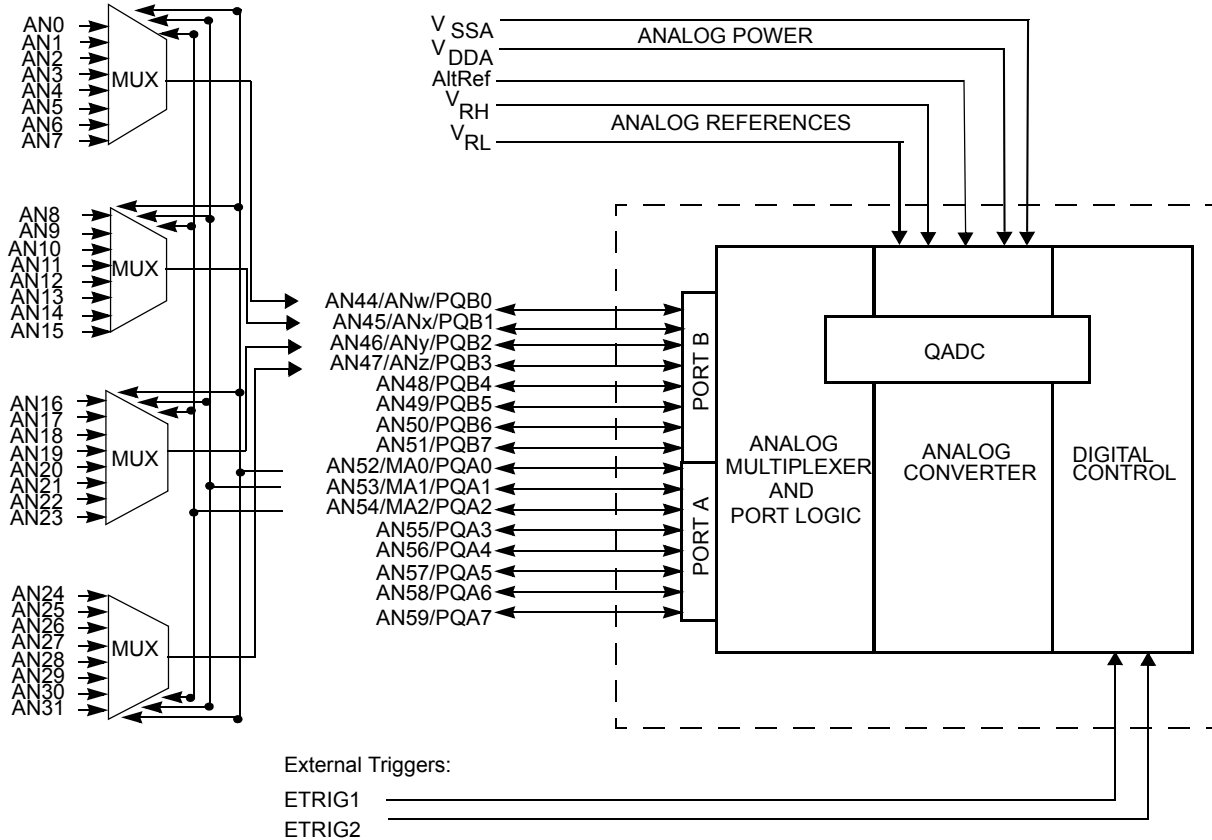 AN0
AN1
AN2
AN3
AN4
AN5
AN6
AN7
MUX
AN8
AN9
AN10
AN11
AN12
AN13
AN14
AN15
MUX
AN16
AN17
AN18
AN19
AN20
AN21
AN22
AN23
MUX
AN24
AN25
AN26
AN27
AN28
AN29
AN30
AN31
MUX
VSSA
ANALOG POWER
VDDA
AltRef
VRH
ANALOG REFERENCES
VRL
AN44/ANw/PQB0
AN45/ANx/PQB1
AN46/ANy/PQB2
AN47/ANz/PQB3
AN48/PQB4
AN49/PQB5
AN50/PQB6
AN51/PQB7
AN52/MA0/PQA0
AN53/MA1/PQA1
AN54/MA2/PQA2
AN55/PQA3
AN56/PQA4
AN57/PQA5
AN58/PQA6
AN59/PQA7
PORT B
PORT A
QADC
ANALOG
MULTIPLEXER
AND
PORT LOGIC
ANALOG
CONVERTER
DIGITAL
CONTROL
External Triggers:
ETRIG1
ETRIG2